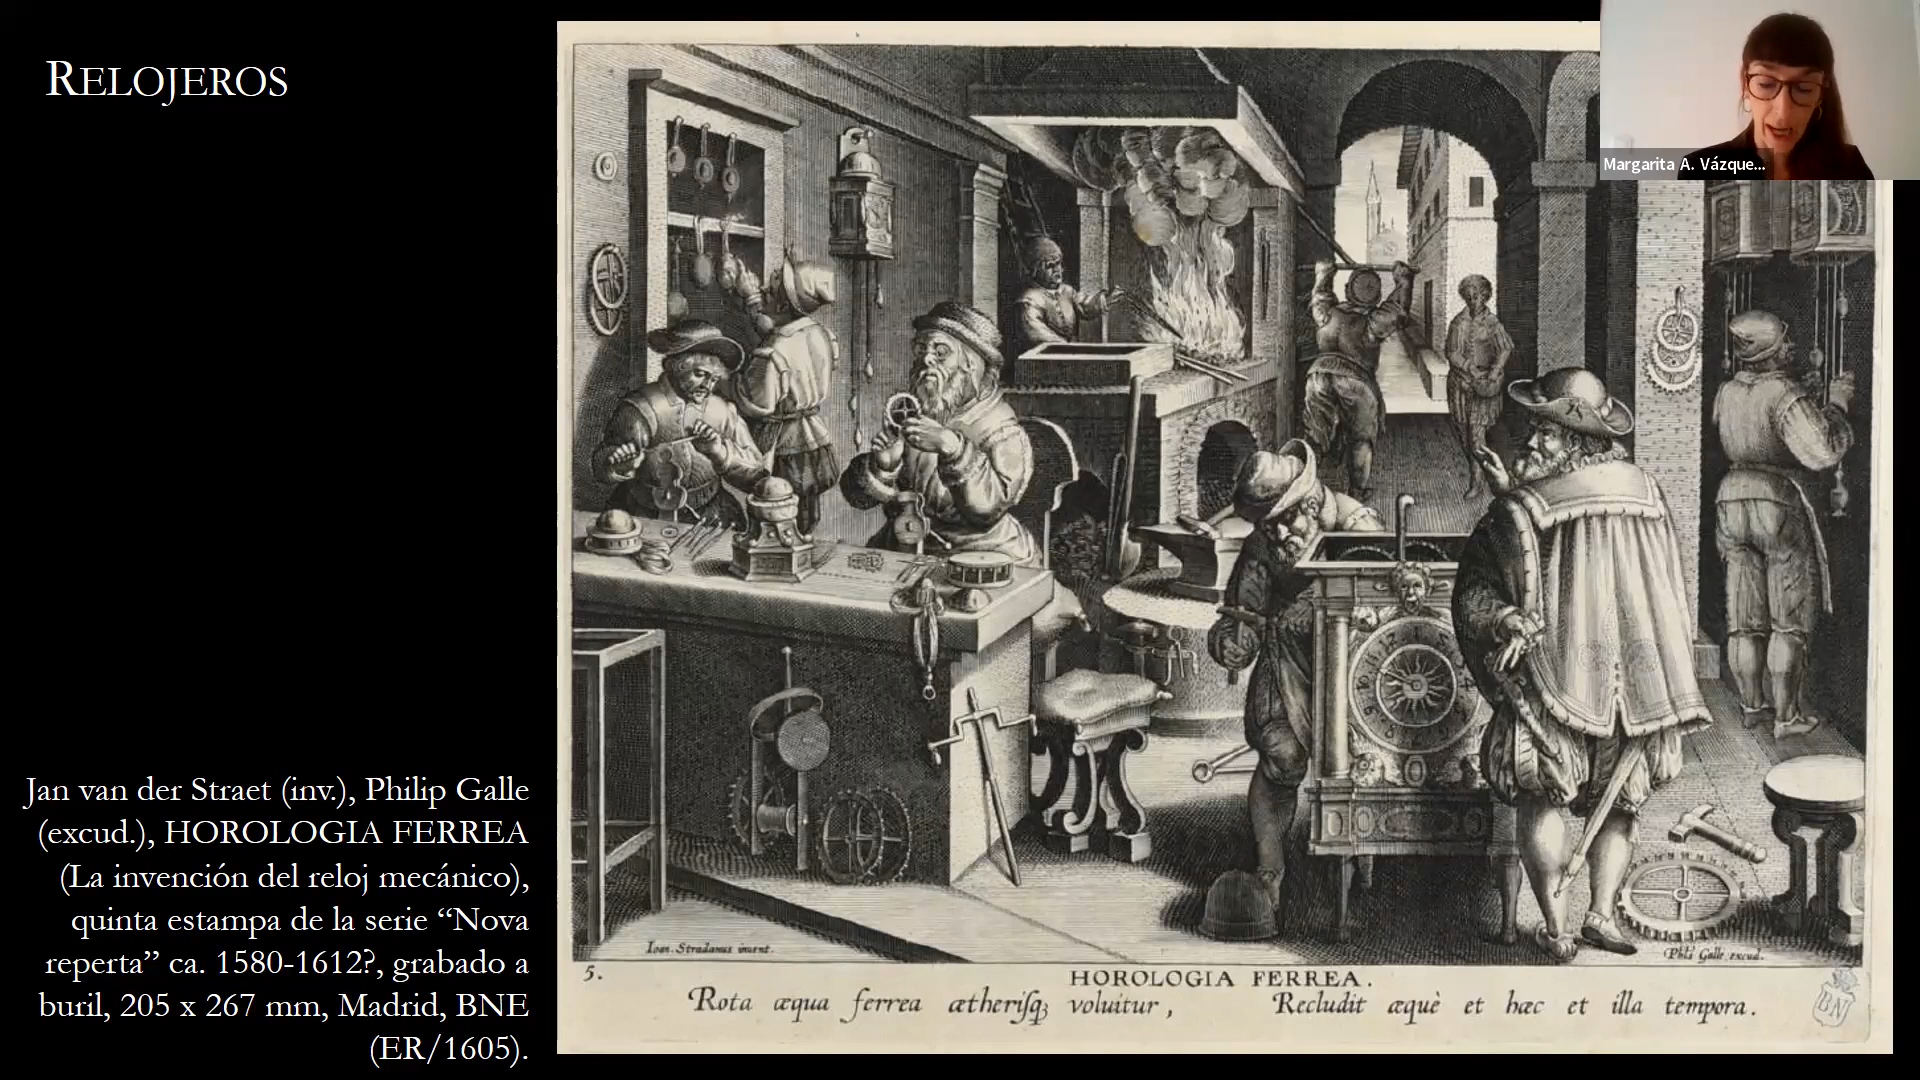 RELOJEROS
Margarita A. Vázque...
Jan van der Straet (inv.), Philip Galle
(excud.), HOROLOGIA FERREA
(La invención del reloj mecánico),
quinta estampa de la serie “Nova
reperta” ca. 1580-1612?, grabado a
buril, 205 x 267 mm, Madrid, BNE
(ER/1605).
Ioan. Stradanus invent.
Phls Galle excud.
5.
HOROLOGIA FERREA.
Rota æqua ferrea ætherisq; voluitur, Recludit æquè et hæc et illa tempora.
BN